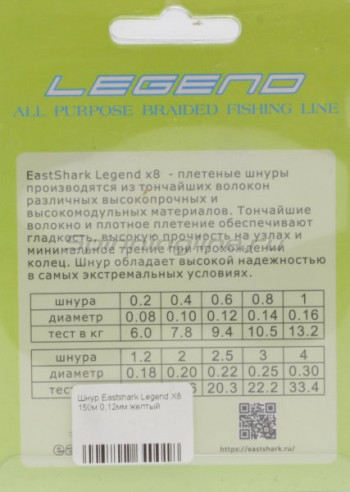 LEGEND
ALL PURPOSE BRAIDED FISHING LINE
EastShark Legend x8 - плетеные шнуры
производятся из тончайших волокон
различных высокопрочных и
высокомодульных материалов. Тончайшие
волокно и плотное плетение обеспечивают
гладкость, высокую прочность на узлах и
минимальное трение при прохождений
колец. Шнур обладает высокой надежностью
в самых экстремальных условиях.
шнура 0.2 0.4 0.6 0.8 1
диаметр 0.08 0.10 0.12 0.14 0.16
тест в кг 6.0 7.8 9.4 10.5 13.2
шнура 1.2 2 2.5 3 4
диаметр 0.18 0.20 0.22 0.25 0.30
тест 20.3 22.2 33.4
Шнур Eastshark Legend X8
150м 0,12мм желтый
https://eastshark.ru/